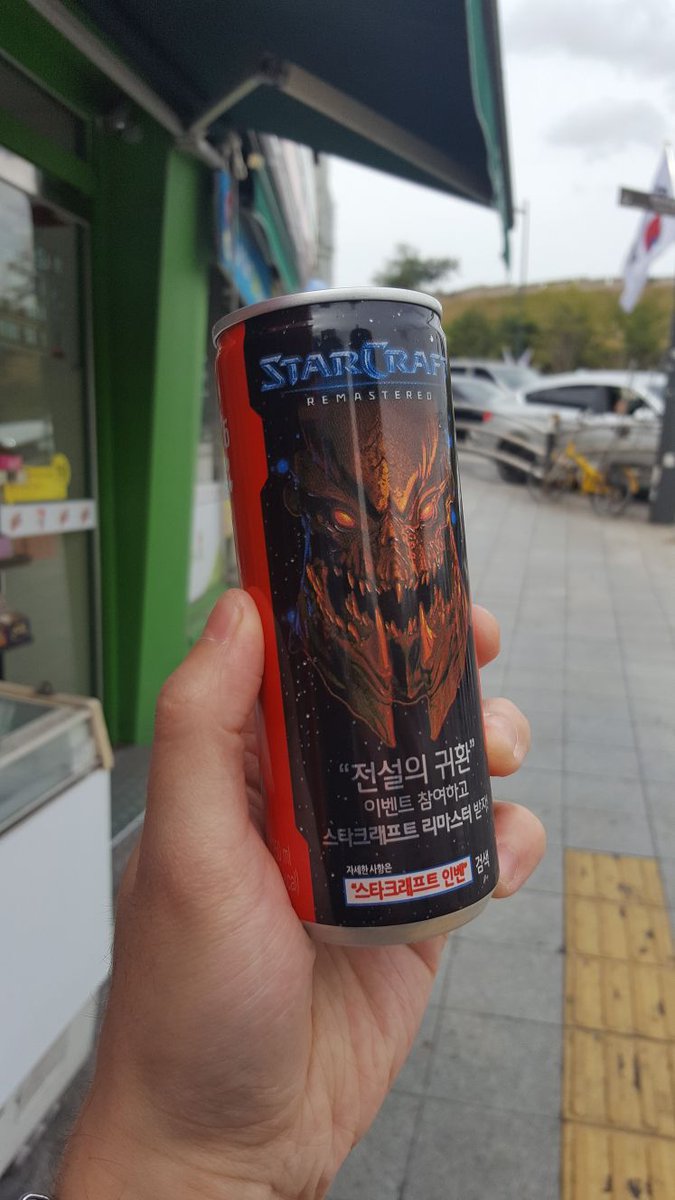 STARCRAFT
REMASTERED
“전설의 귀환”
이벤트 참여하고
스타크래프트 리마스터 받자!
자세한 사항은
“스타크래프트 인벤” 검색